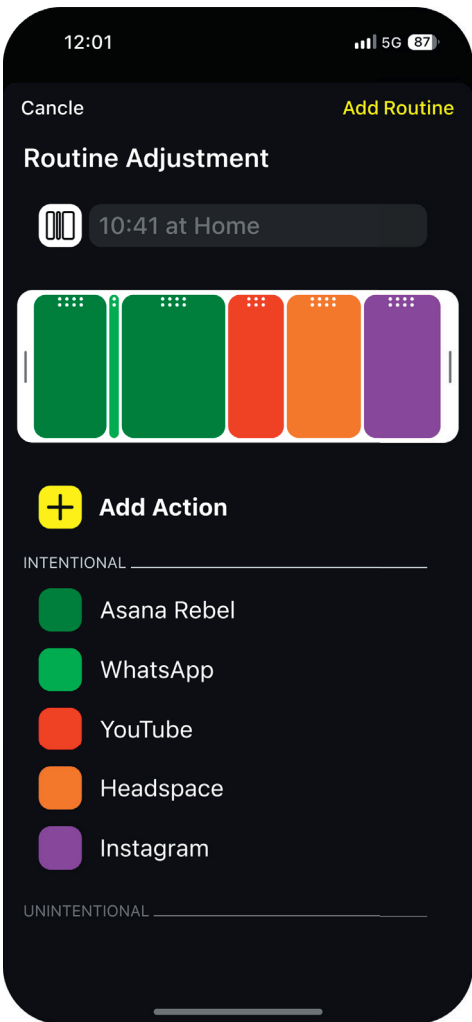 12:01 5G 87
Cancle Add Routine
Routine Adjustment
10:41 at Home
Add Action
INTENTIONAL
Asana Rebel
WhatsApp
YouTube
Headspace
Instagram
UNINTENTIONAL